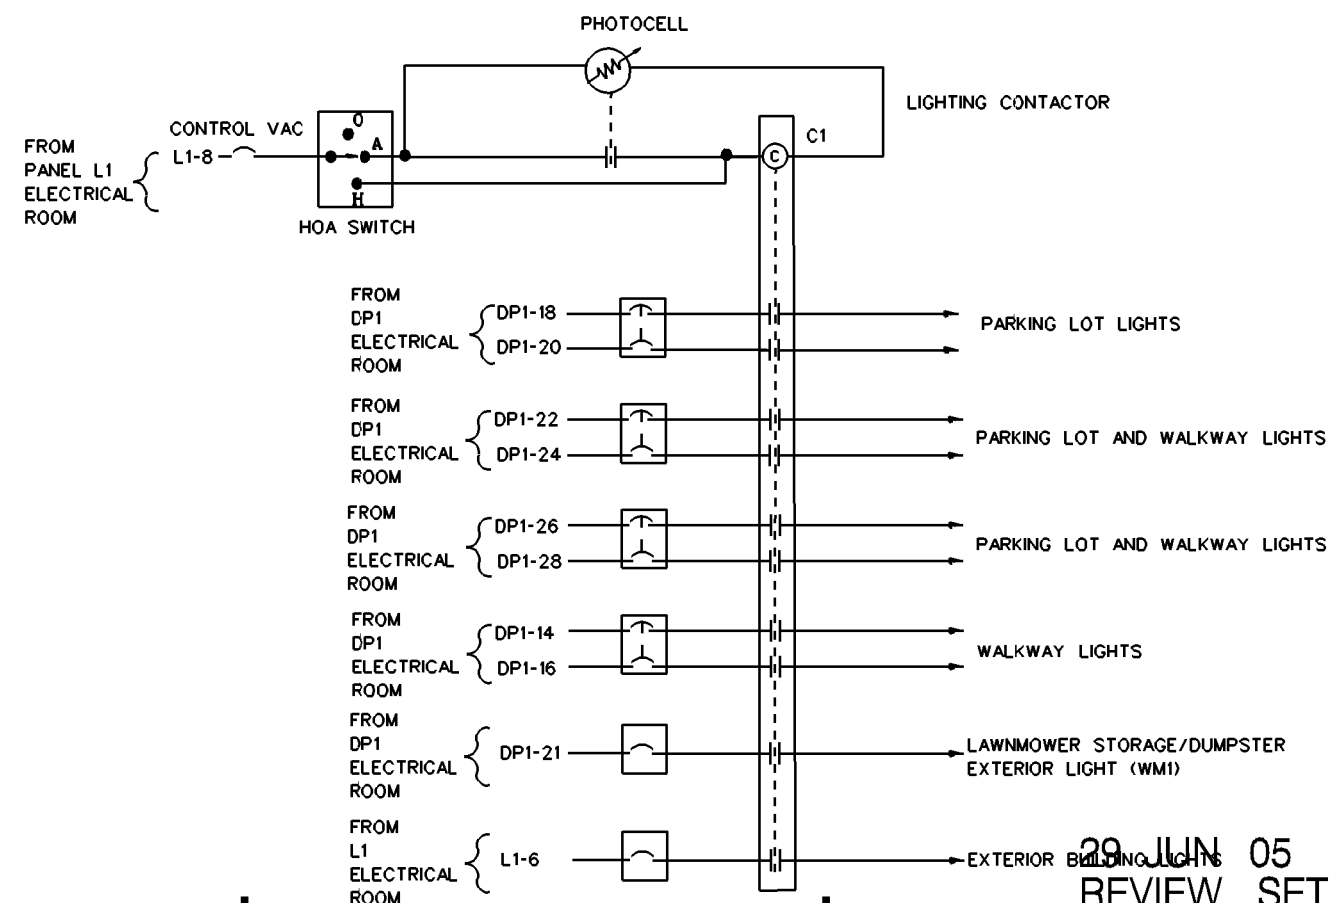 PHOTOCELL
LIGHTING CONTACTOR
CONTROL VAC
O
A
C
C1
FROM
PANEL L1
ELECTRICAL
ROOM
L1-8
H
HOA SWITCH
FROM
DP1
ELECTRICAL
ROOM
DP1-18
DP1-20
PARKING LOT LIGHTS
FROM
DP1
ELECTRICAL
ROOM
DP1-22
DP1-24
PARKING LOT AND WALKWAY LIGHTS
FROM
DP1
ELECTRICAL
ROOM
DP1-26
DP1-28
PARKING LOT AND WALKWAY LIGHTS
FROM
DP1
ELECTRICAL
ROOM
DP1-14
DP1-16
WALKWAY LIGHTS
FROM
DP1
ELECTRICAL
ROOM
DP1-21
LAWNMOWER STORAGE/DUMPSTER
EXTERIOR LIGHT (WM1)
FROM
L1
ELECTRICAL
ROOM
L1-6
EXTERIOR BUILDING LIGHTS
29 JUN 05
REVIEW SET